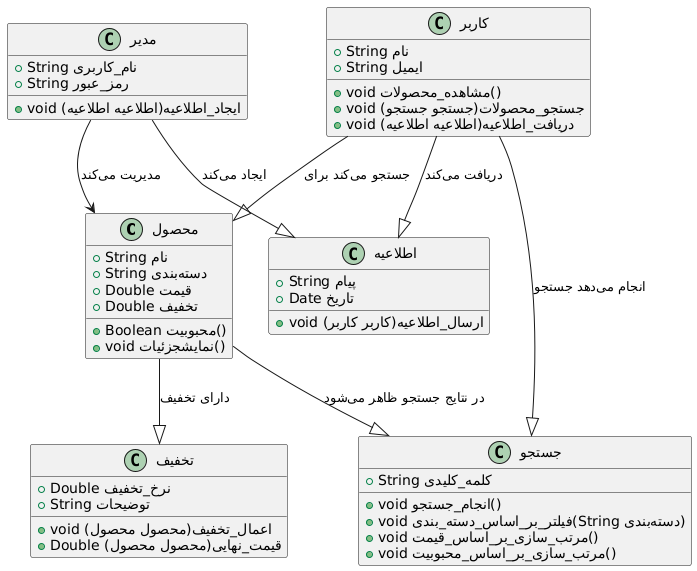 مدیر
String نام_کاربری
String رمز_عبور
void ایجاد_اطلاعیه(اطلاعیه اطلاعیه)
کاربر
String نام
String ایمیل
void مشاهده_محصولات()
void جستجو_محصولات(جستجو جستجو)
void دریافت_اطلاعیه(اطلاعیه اطلاعیه)
مدیریت می‌کند
ایجاد می‌کند
جستجو می‌کند برای
دریافت می‌کند
محصول
String نام
String دسته‌بندی
Double قیمت
Double تخفیف
Boolean محبوبیت()
void نمایشجزئیات()
اطلاعیه
String پیام
Date تاریخ
void ارسال_اطلاعیه(کاربر کاربر)
انجام می‌دهد جستجو
دارای تخفیف
در نتایج جستجو ظاهر می‌شود
تخفیف
Double نرخ_تخفیف
String توضیحات
void اعمال_تخفیف(محصول محصول)
Double قیمت_نهایی(محصول محصول)
جستجو
String کلمه_کلیدی
void انجام_جستجو()
void فیلتر_بر_اساس_دسته_بندی(String دسته‌بندی)
void مرتب_سازی_بر_اساس_قیمت()
void مرتب_سازی_بر_اساس_محبوبیت()